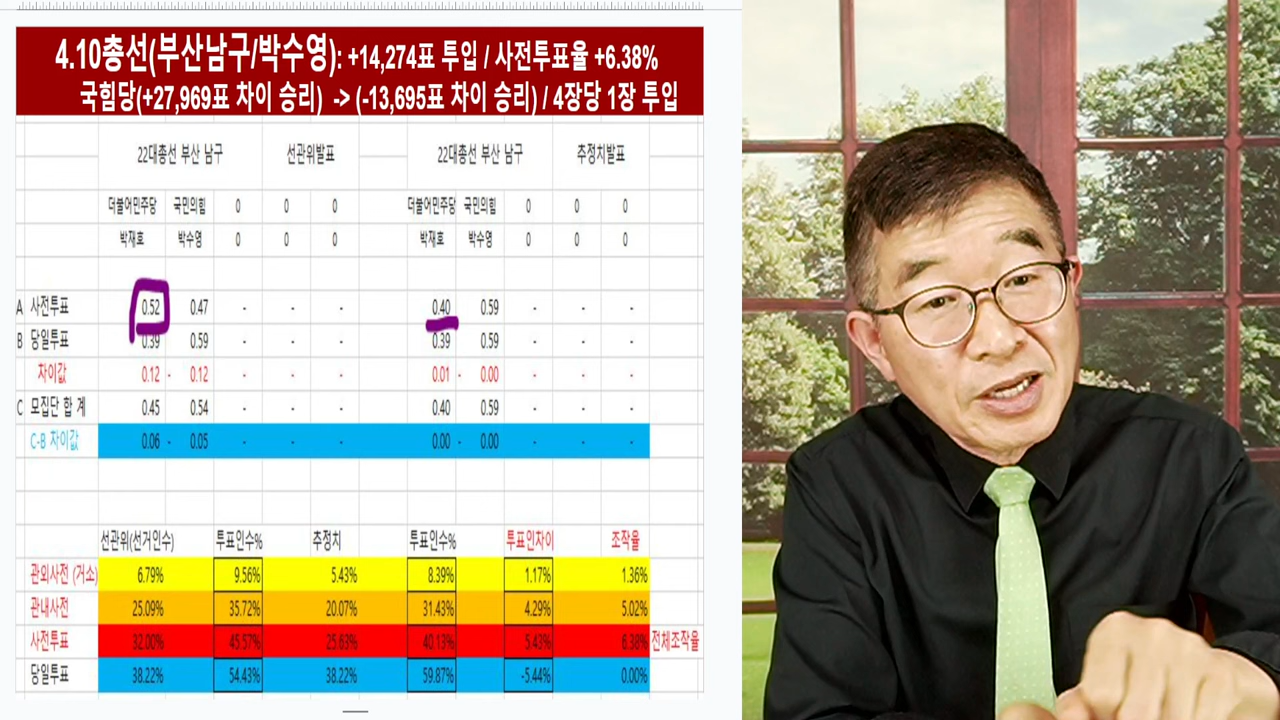 4.10총선(부산남구/박수영): +14,274표 투입 / 사전투표율 +6.38%
국힘당(+27,969표 차이 승리) -> (-13,695표 차이 승리) / 4장당 1장 투입
22대총선 부산 남구 선관위발표 22대총선 부산 남구 추정치발표
더불어민주당 국민의힘 0 0 0 더불어민주당 국민의힘 0 0 0
박재호 박수영 0 0 0 박재호 박수영 0 0 0
A 사전투표 0.52 0.47 - - - 0.40 0.59 - - -
B 당일투표 0.39 0.59 - - - 0.39 0.59 - - -
차이값 0.12 - 0.12 - - - 0.01 - 0.00 - - -
C 모집단 합 계 0.45 0.54 - - - 0.40 0.59 - - -
C-B 차이값 0.06 - 0.05 - - - 0.00 - 0.00 - - -
선관위(선거인수) 투표인수% 추정치 투표인수% 투표인차이 조작율
관외사전 (거소) 6.79% 9.56% 5.43% 8.39% 1.17% 1.36%
관내사전 25.09% 35.72% 20.07% 31.43% 4.29% 5.02%
사전투표 32.00% 45.57% 25.63% 40.13% 5.43% 6.38% 전체조작율
당일투표 38.22% 54.43% 38.22% 59.87% -5.44% 0.00%